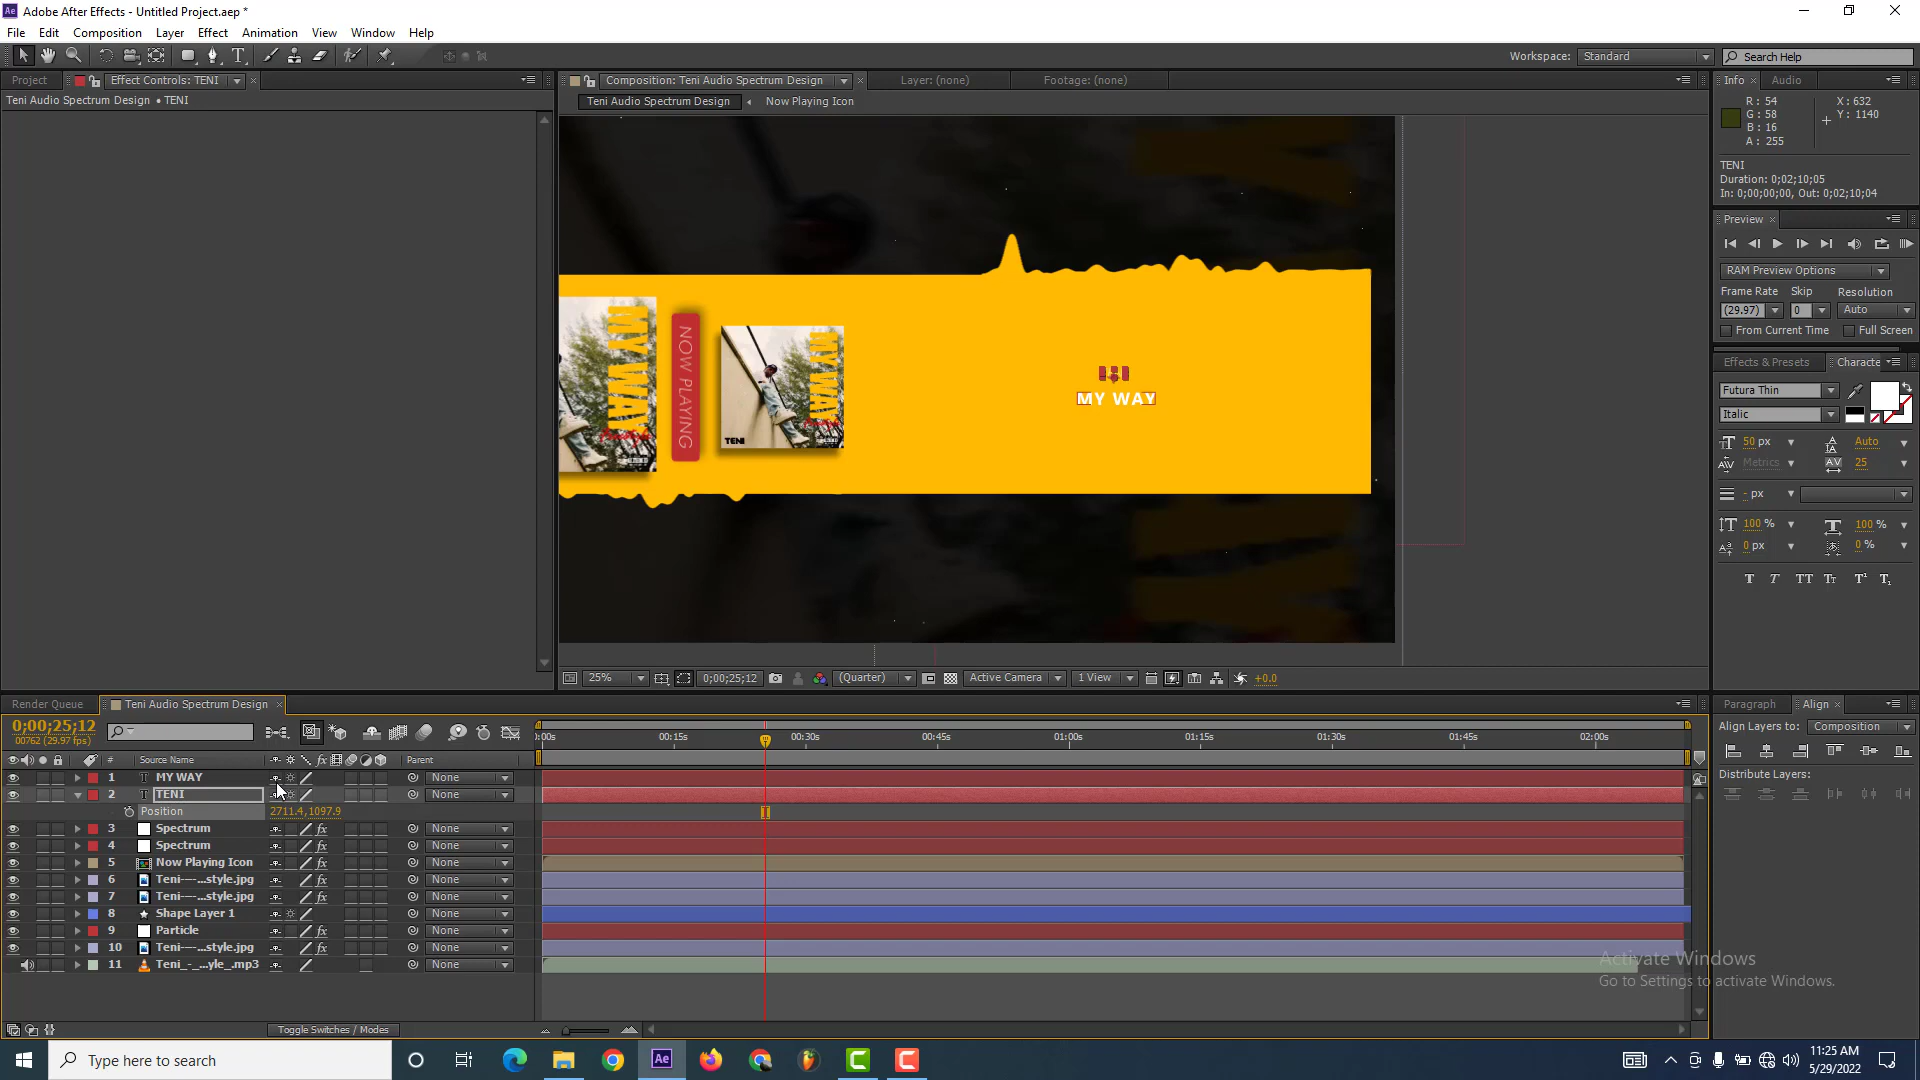 Adobe After Effects - Untitled Project.aep *
File Edit Composition Layer Effect Animation View Window Help
Workspace: Standard Search Help
Project Effect Controls: TENI
Teni Audio Spectrum Design • TENI
Composition: Teni Audio Spectrum Design Layer: (none) Footage: (none)
Teni Audio Spectrum Design Now Playing Icon
MY WAY
NOW PLAYING
MY WAY
TENI
MY WAY
25% 0;00;25;12 (Quarter) Active Camera 1 View +0.0
Info Audio
R: 54 X: 632
G: 58 Y: 1140
B: 16
A: 255
TENI
Duration: 0;02;10;05
In: 0;00;00;00, Out: 0;02;10;04
Preview
RAM Preview Options
Frame Rate Skip Resolution
(29.97) 0 Auto
From Current Time Full Screen
Effects & Presets Characte
Futura Thin
Italic
50 px Auto
Metrics 25
- px
100 % 100 %
0 px 0 %
Render Queue Teni Audio Spectrum Design
0;00;25;12
00762 (29.97 fps)
:00s 00:15s 00:30s 00:45s 01:00s 01:15s 01:30s 01:45s 02:00s
# Source Name Parent
1 MY WAY None
2 TENI None
Position 2711.4,1097.9
3 Spectrum None
4 Spectrum None
5 Now Playing Icon None
6 Teni----...style.jpg None
7 Teni----...style.jpg None
8 Shape Layer 1 None
9 Particle None
10 Teni----...style.jpg None
11 Teni_-_...yle_.mp3 None
Toggle Switches / Modes
Paragraph Align
Align Layers to: Composition
Distribute Layers:
Activate Windows
Go to Settings to activate Windows.
Type here to search
11:25 AM
5/29/2022